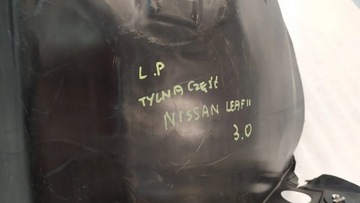 L.P
TYLNA Część
NISSAN LEAF II
3.0